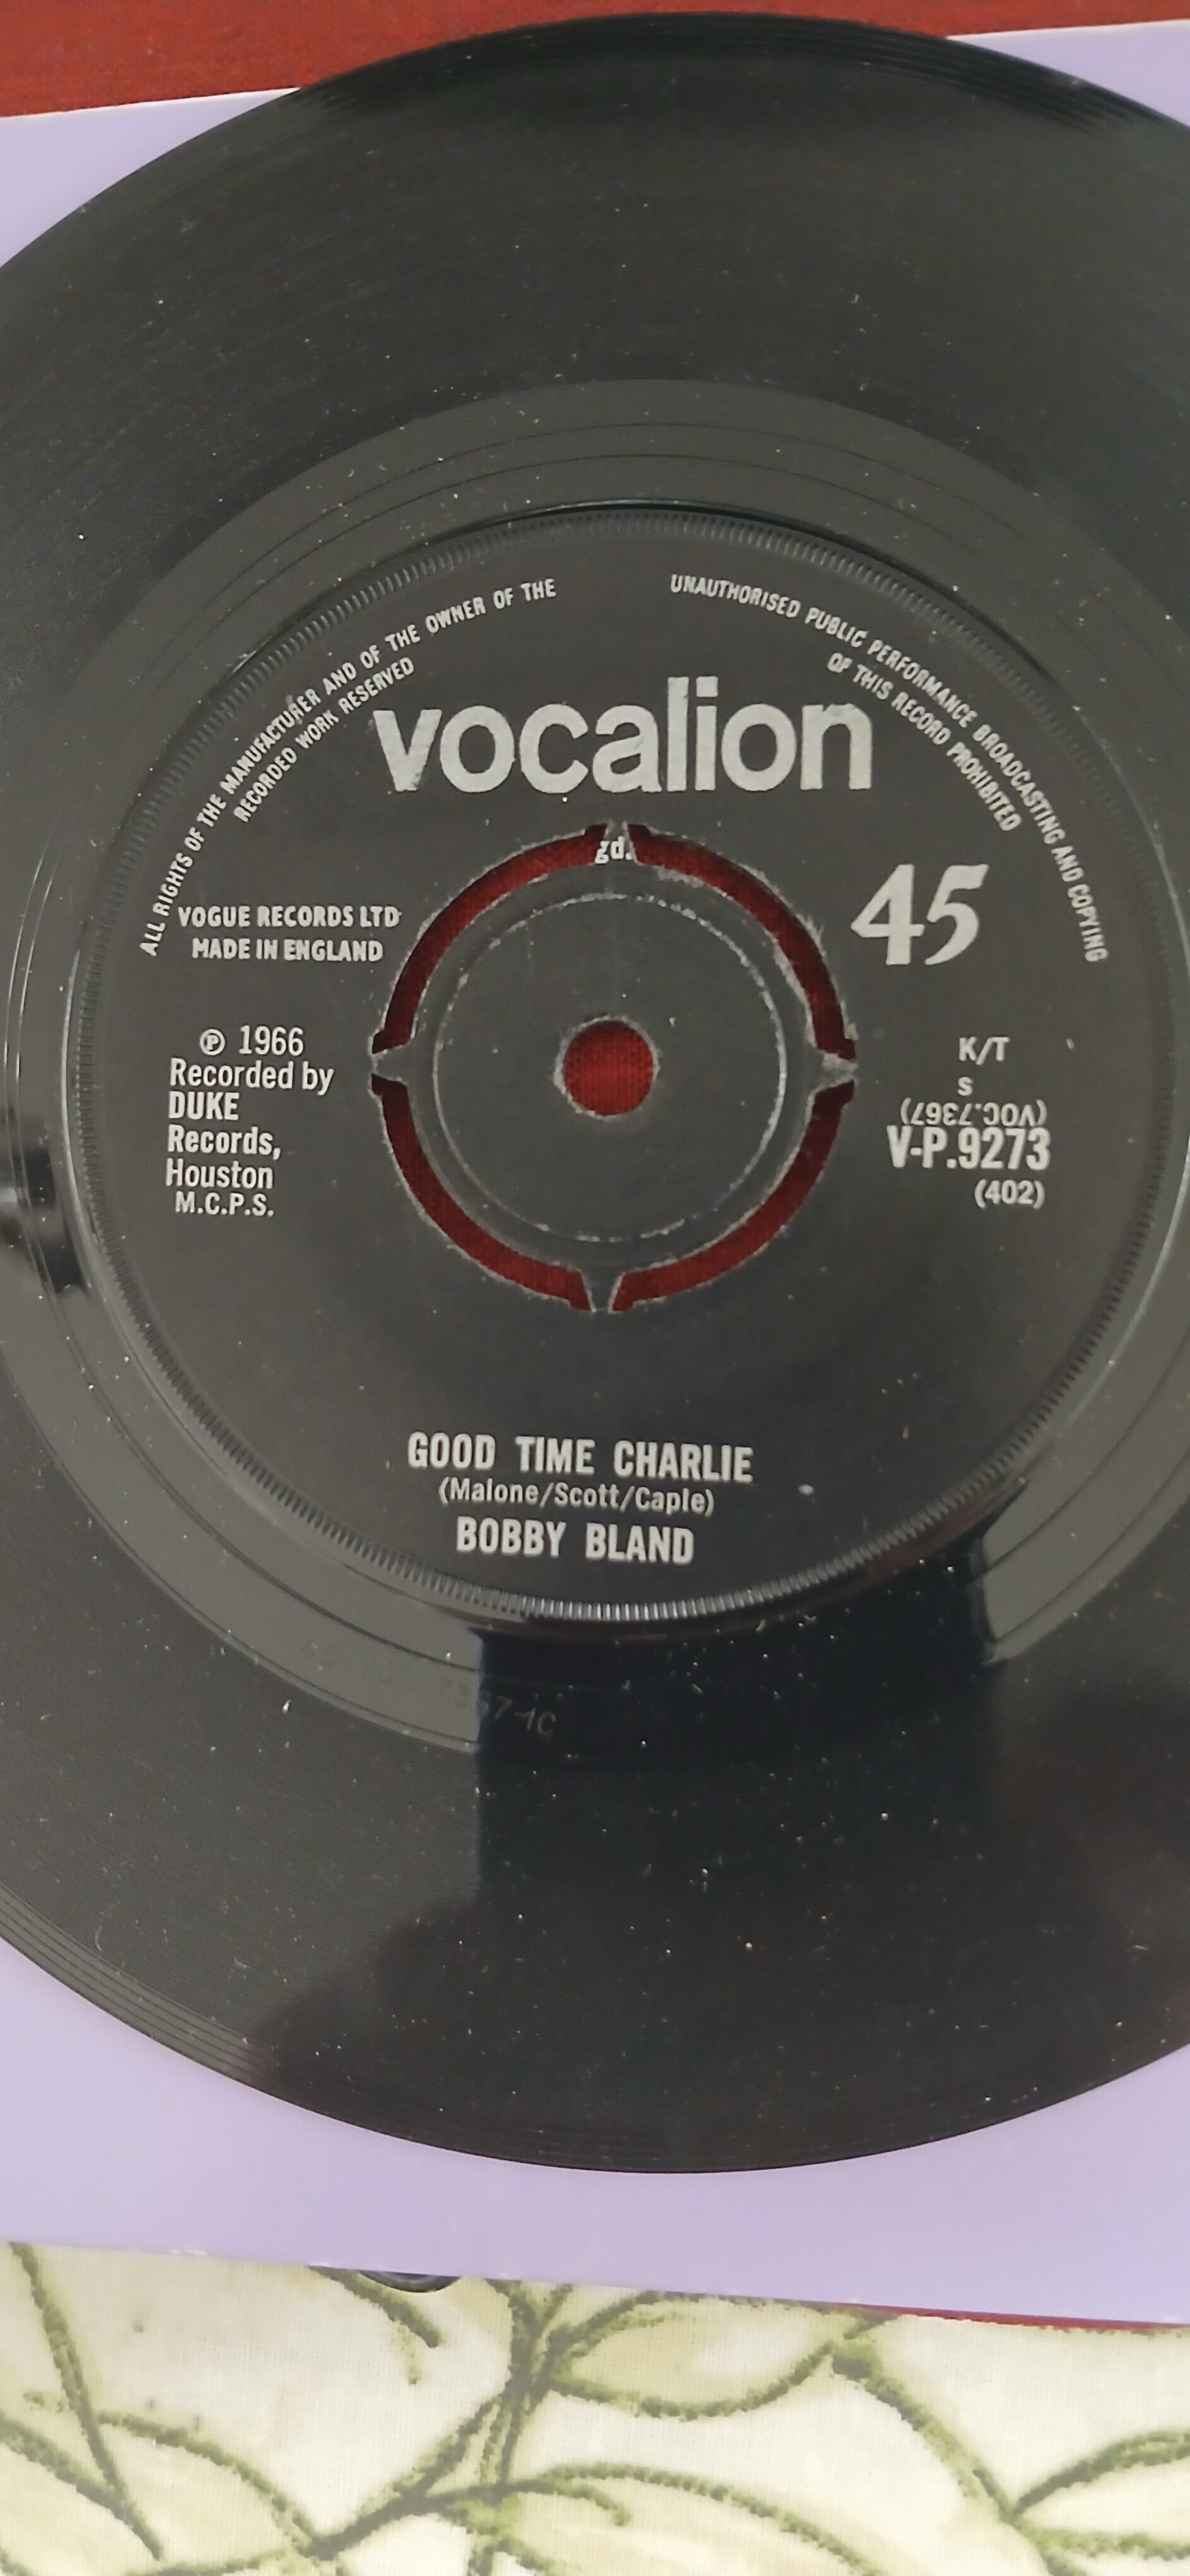 ALL RIGHTS OF THE MANUFACTURER AND OF THE OWNER OF THE
RECORDED WORK RESERVED
UNAUTHORISED PUBLIC PERFORMANCE BROADCASTING AND COPYING
OF THIS RECORD PROHIBITED
vocalion
gd.
45
VOGUE RECORDS LTD
MADE IN ENGLAND
℗ 1966
Recorded by
DUKE
Records,
Houston
M.C.P.S.
K/T
S
(VOC.7367)
V-P.9273
(402)
GOOD TIME CHARLIE
(Malone/Scott/Caple)
BOBBY BLAND
7367-1C